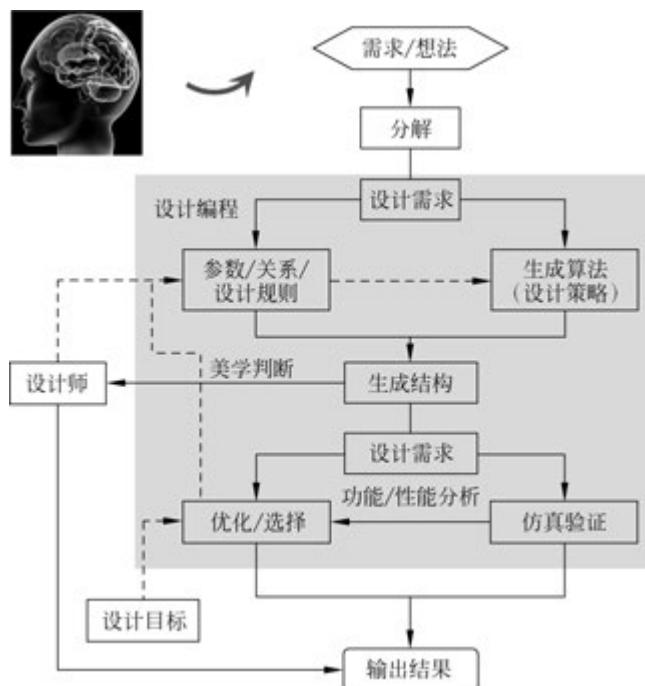 需求/想法
分解
设计需求
设计编程
参数/关系/
设计规则
生成算法
（设计策略）
美学判断
设计师
生成结构
设计需求
功能/性能分析
优化/选择
仿真验证
设计目标
输出结果